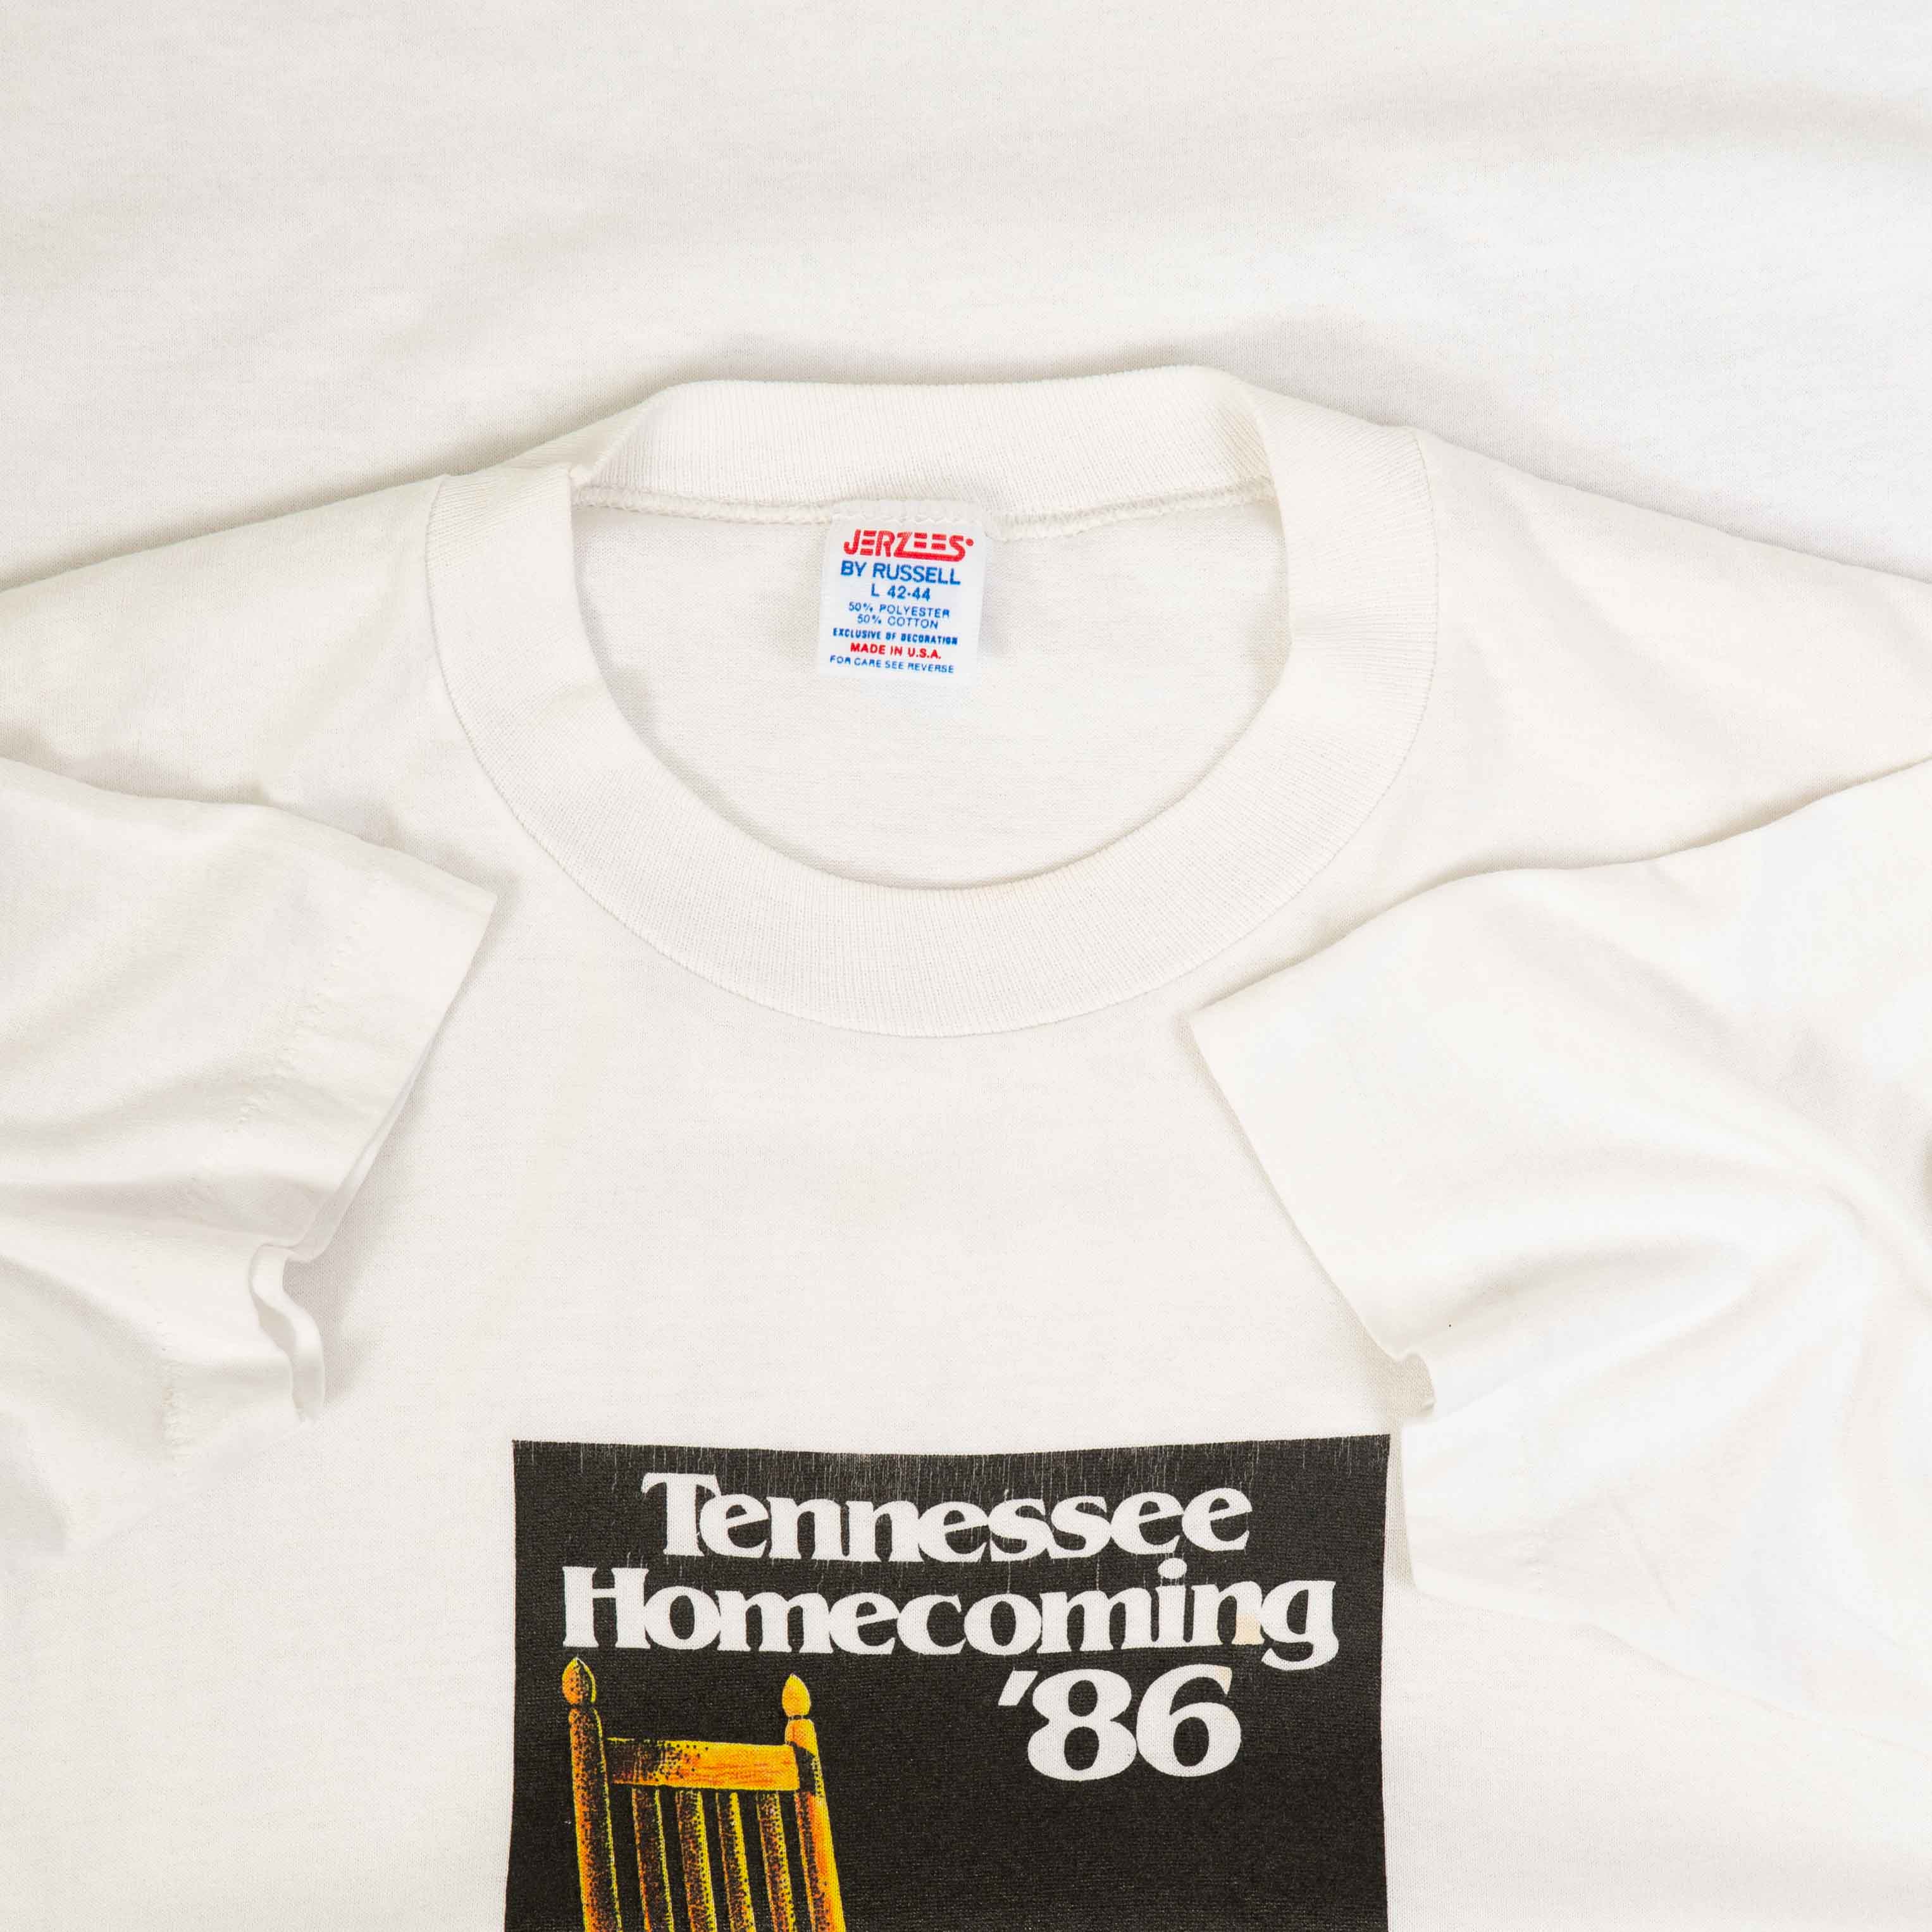 JERZEES
BY RUSSELL
L 42-44
50% POLYESTER
50% COTTON
EXCLUSIVE OF DECORATION
MADE IN U.S.A.
FOR CARE SEE REVERSE
Tennessee
Homecoming
'86